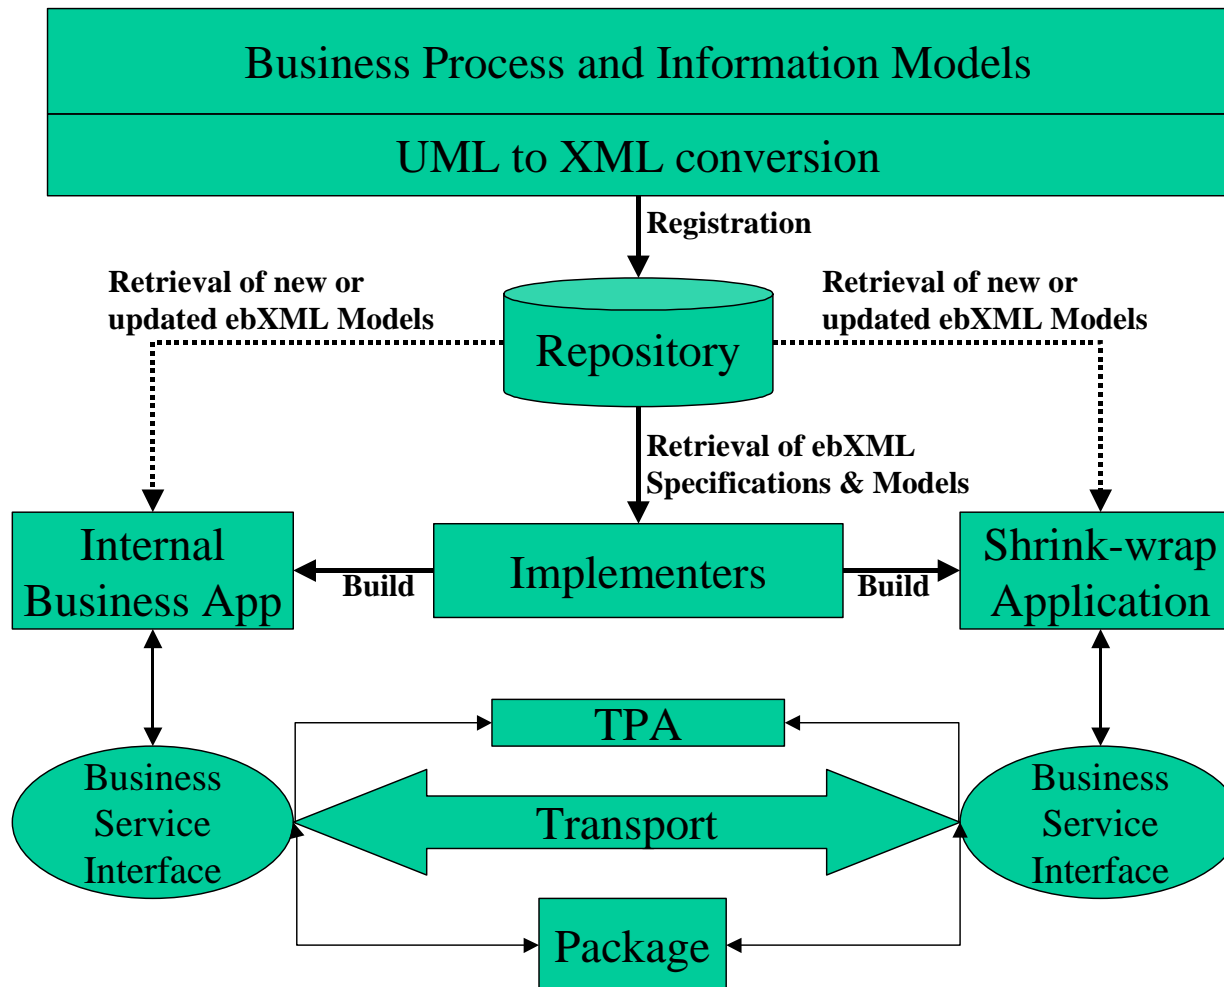 Business Process and Information Models
UML to XML conversion
Registration
Retrieval of new or
updated ebXML Models
Retrieval of new or
updated ebXML Models
Repository
Retrieval of ebXML
Specifications & Models
Internal
Business App
Build
Implementers
Build
Shrink-wrap
Application
TPA
Business
Service
Interface
Transport
Business
Service
Interface
Package